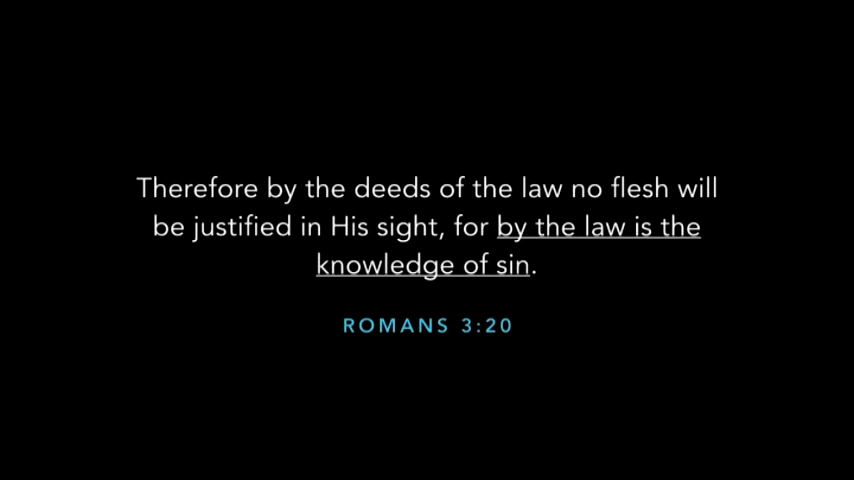 Therefore by the deeds of the law no flesh will
be justified in His sight, for by the law is the
knowledge of sin.
ROMANS 3:20